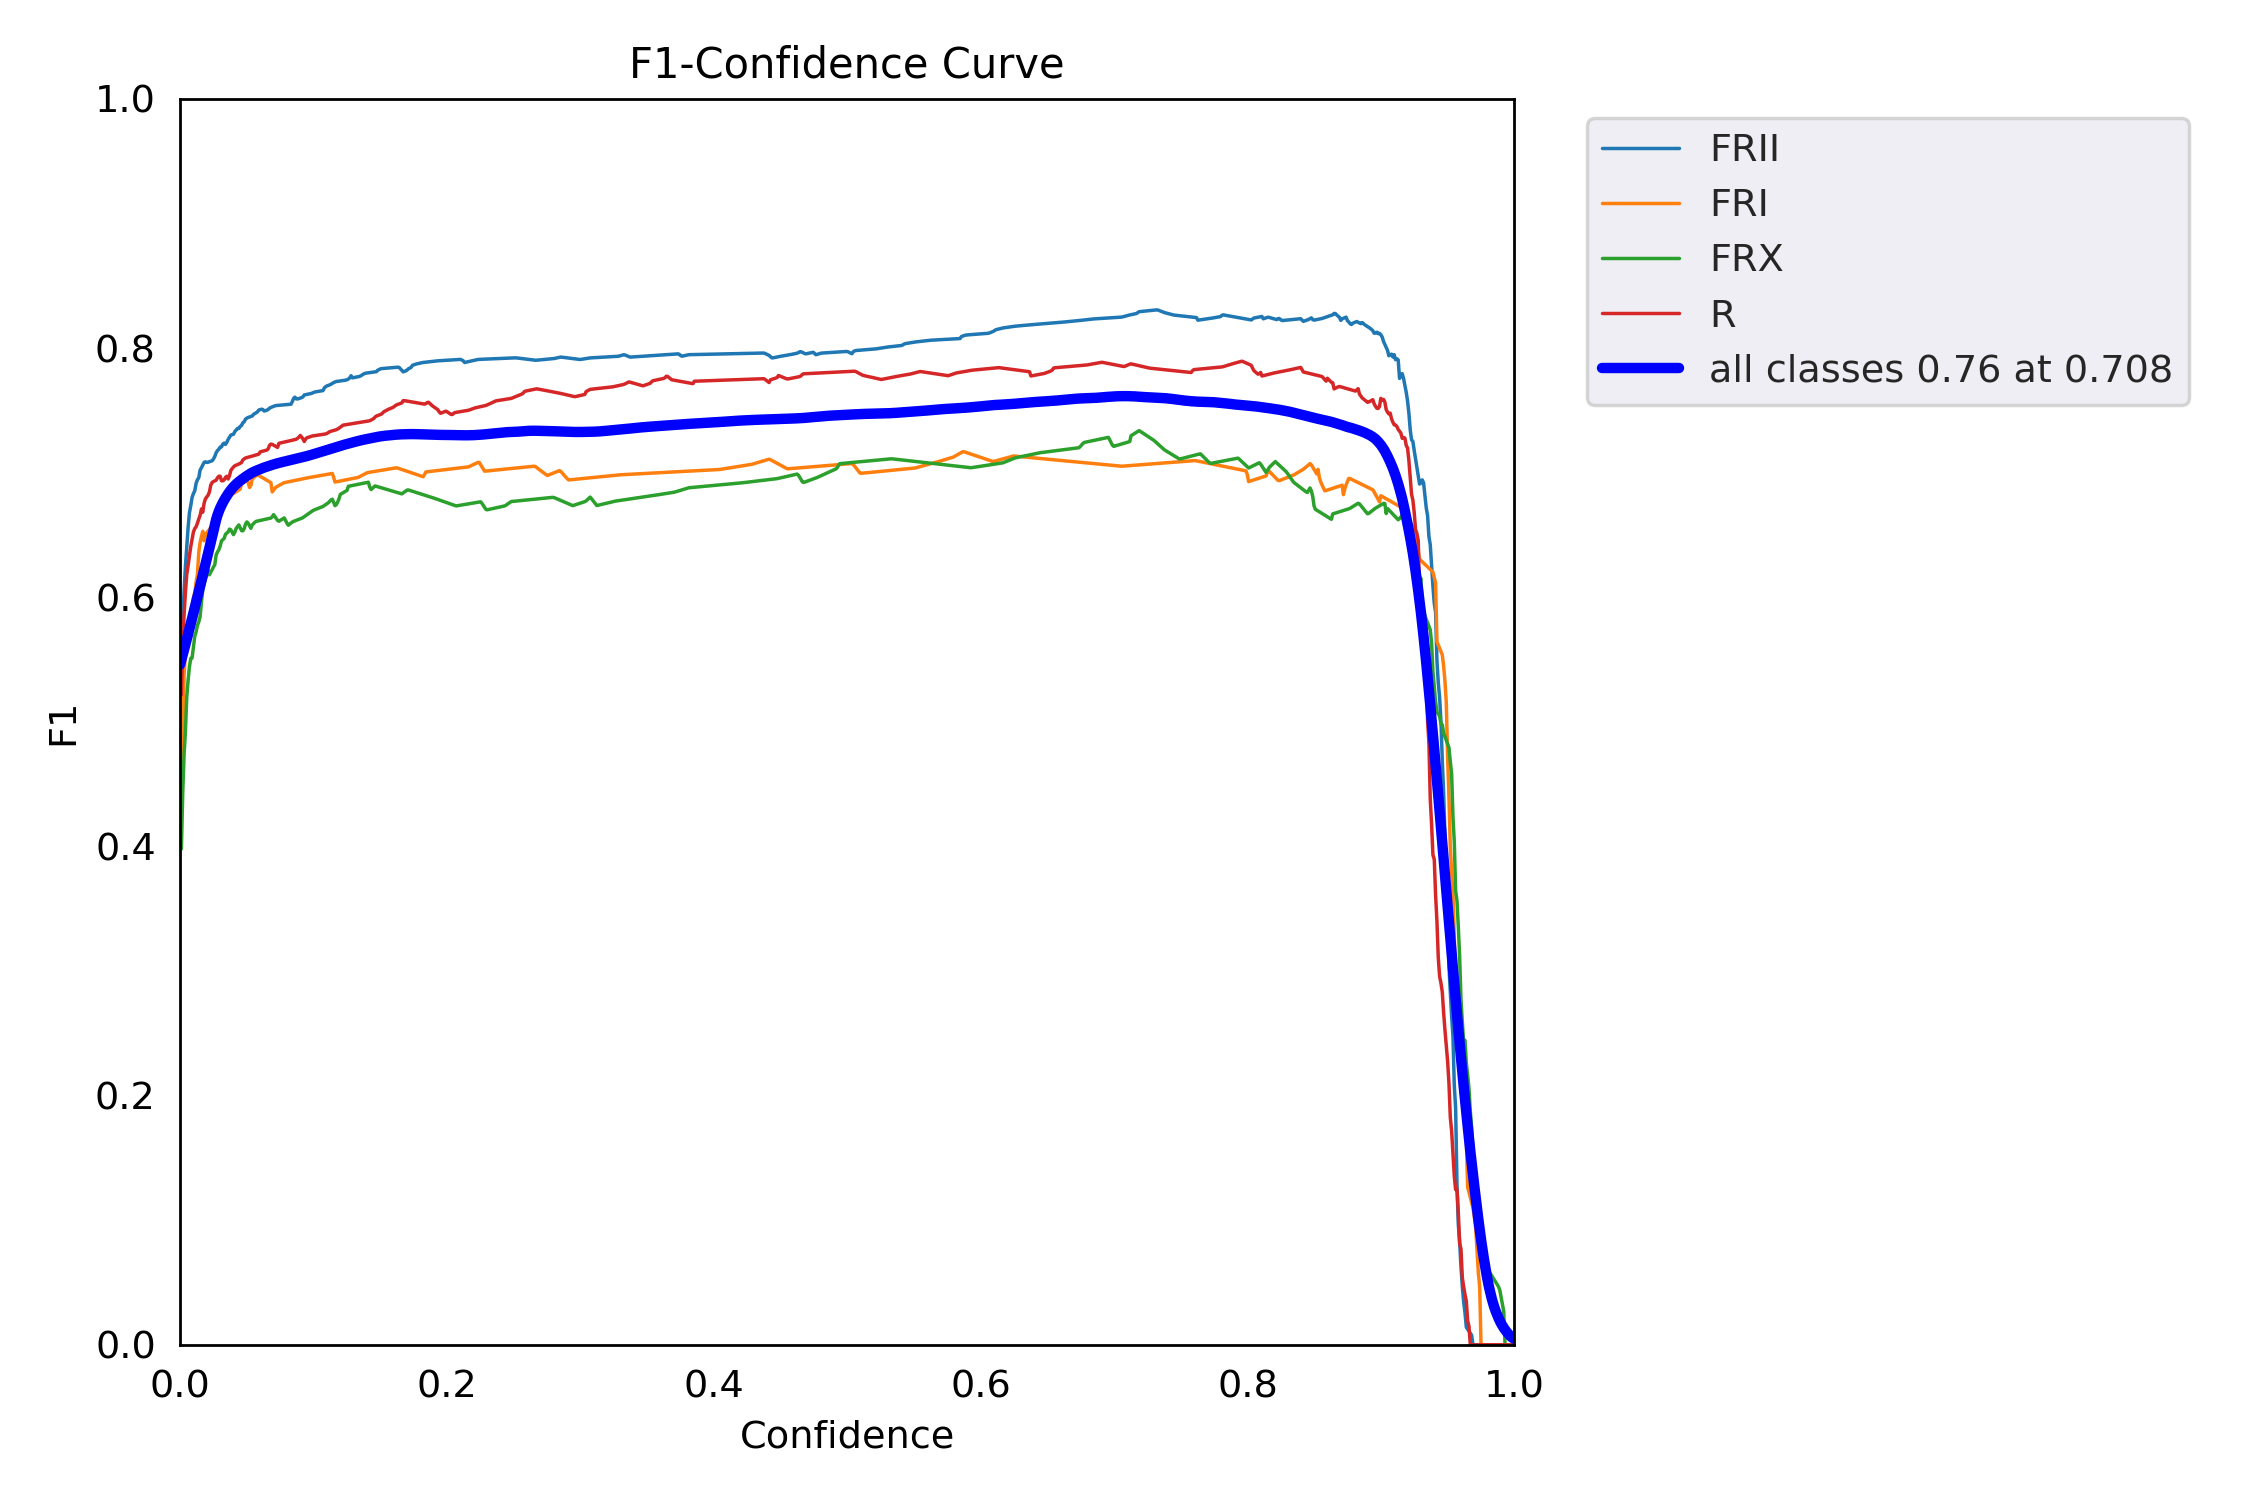 F1-Confidence Curve
1.0
0.8
0.6
0.4
0.2
0.0
F1
0.0 0.2 0.4 0.6 0.8 1.0
Confidence
FRII
FRI
FRX
R
all classes 0.76 at 0.708